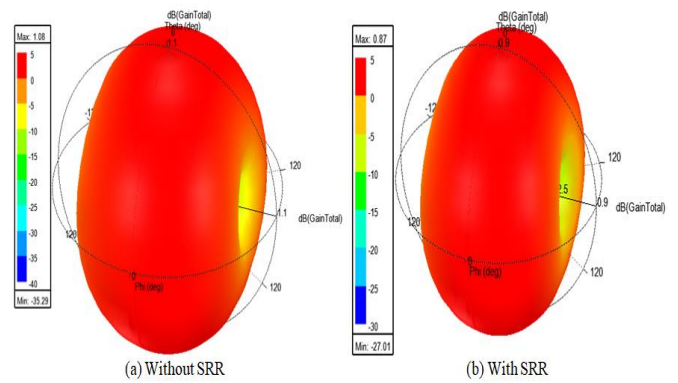 dB(GainTotal)
Theta (deg)
Max: 1.08
5
0
-5
-10
-15
-20
-25
-30
-35
-40
Min: -35.29
120
1.1
dB(GainTotal)
120
120
0
Phi (deg)
(a) Without SRR
dB(GainTotal)
Theta (deg)
0.9
Max: 0.87
5
0
-5
-10
-15
-20
-25
-30
Min: -27.01
120
2.5
0.9
dB(GainTotal)
120
120
Phi (deg)
(b) With SRR